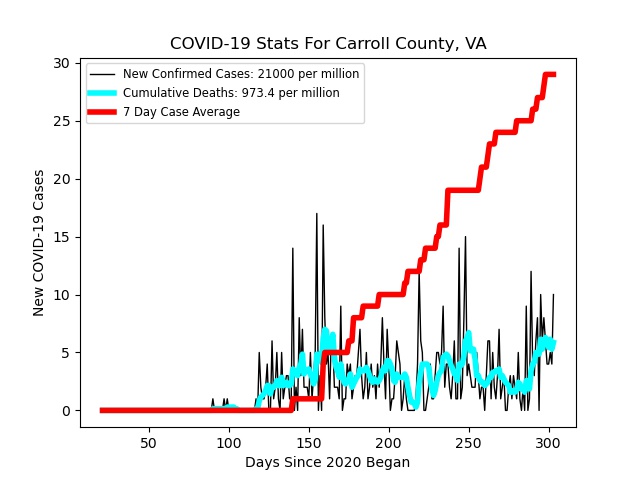 COVID-19 Stats For Carroll County, VA
New Confirmed Cases: 21000 per million
Cumulative Deaths: 973.4 per million
7 Day Case Average
New COVID-19 Cases
30
25
20
15
10
5
0
50 100 150 200 250 300
Days Since 2020 Began